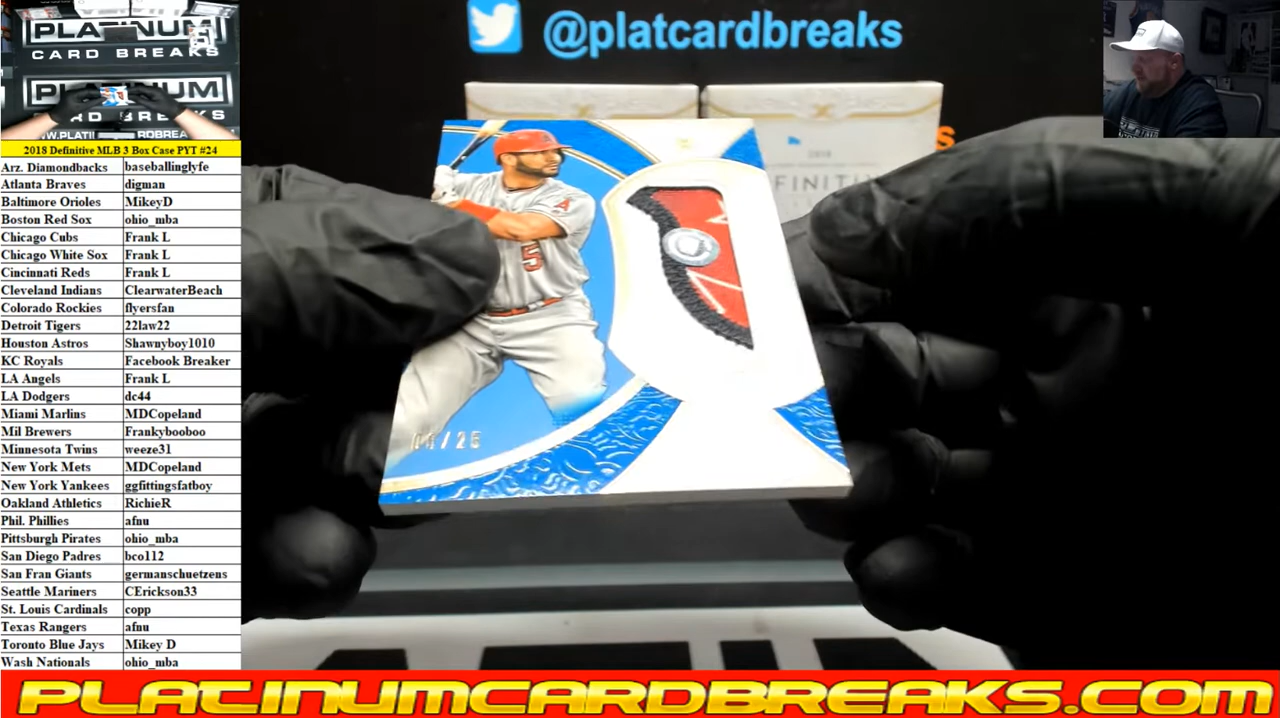 PLATINUM
CARD BREAKS
PLATINUM
CARD BREAKS
@platcardbreaks
2018 Definitive MLB 3 Box Case PYT #24
Arz. Diamondbacks baseballinglyfe
Atlanta Braves digman
Baltimore Orioles MikeyD
Boston Red Sox ohio_mba
Chicago Cubs Frank L
Chicago White Sox Frank L
Cincinnati Reds Frank L
Cleveland Indians ClearwaterBeach
Colorado Rockies flyersfan
Detroit Tigers 22law22
Houston Astros Shawnyboy1010
KC Royals Facebook Breaker
LA Angels Frank L
LA Dodgers dc44
Miami Marlins MDCopeland
Mil Brewers Frankybooboo
Minnesota Twins weeze31
New York Mets MDCopeland
New York Yankees ggfittingsfatboy
Oakland Athletics RichieR
Phil. Phillies afnu
Pittsburgh Pirates ohio_mba
San Diego Padres bco112
San Fran Giants germanschuetzens
Seattle Mariners CErickson33
St. Louis Cardinals copp
Texas Rangers afnu
Toronto Blue Jays Mikey D
Wash Nationals ohio_mba
2018
FINITIV
A
5
/25
PLATINUMCARDBREAKS.COM